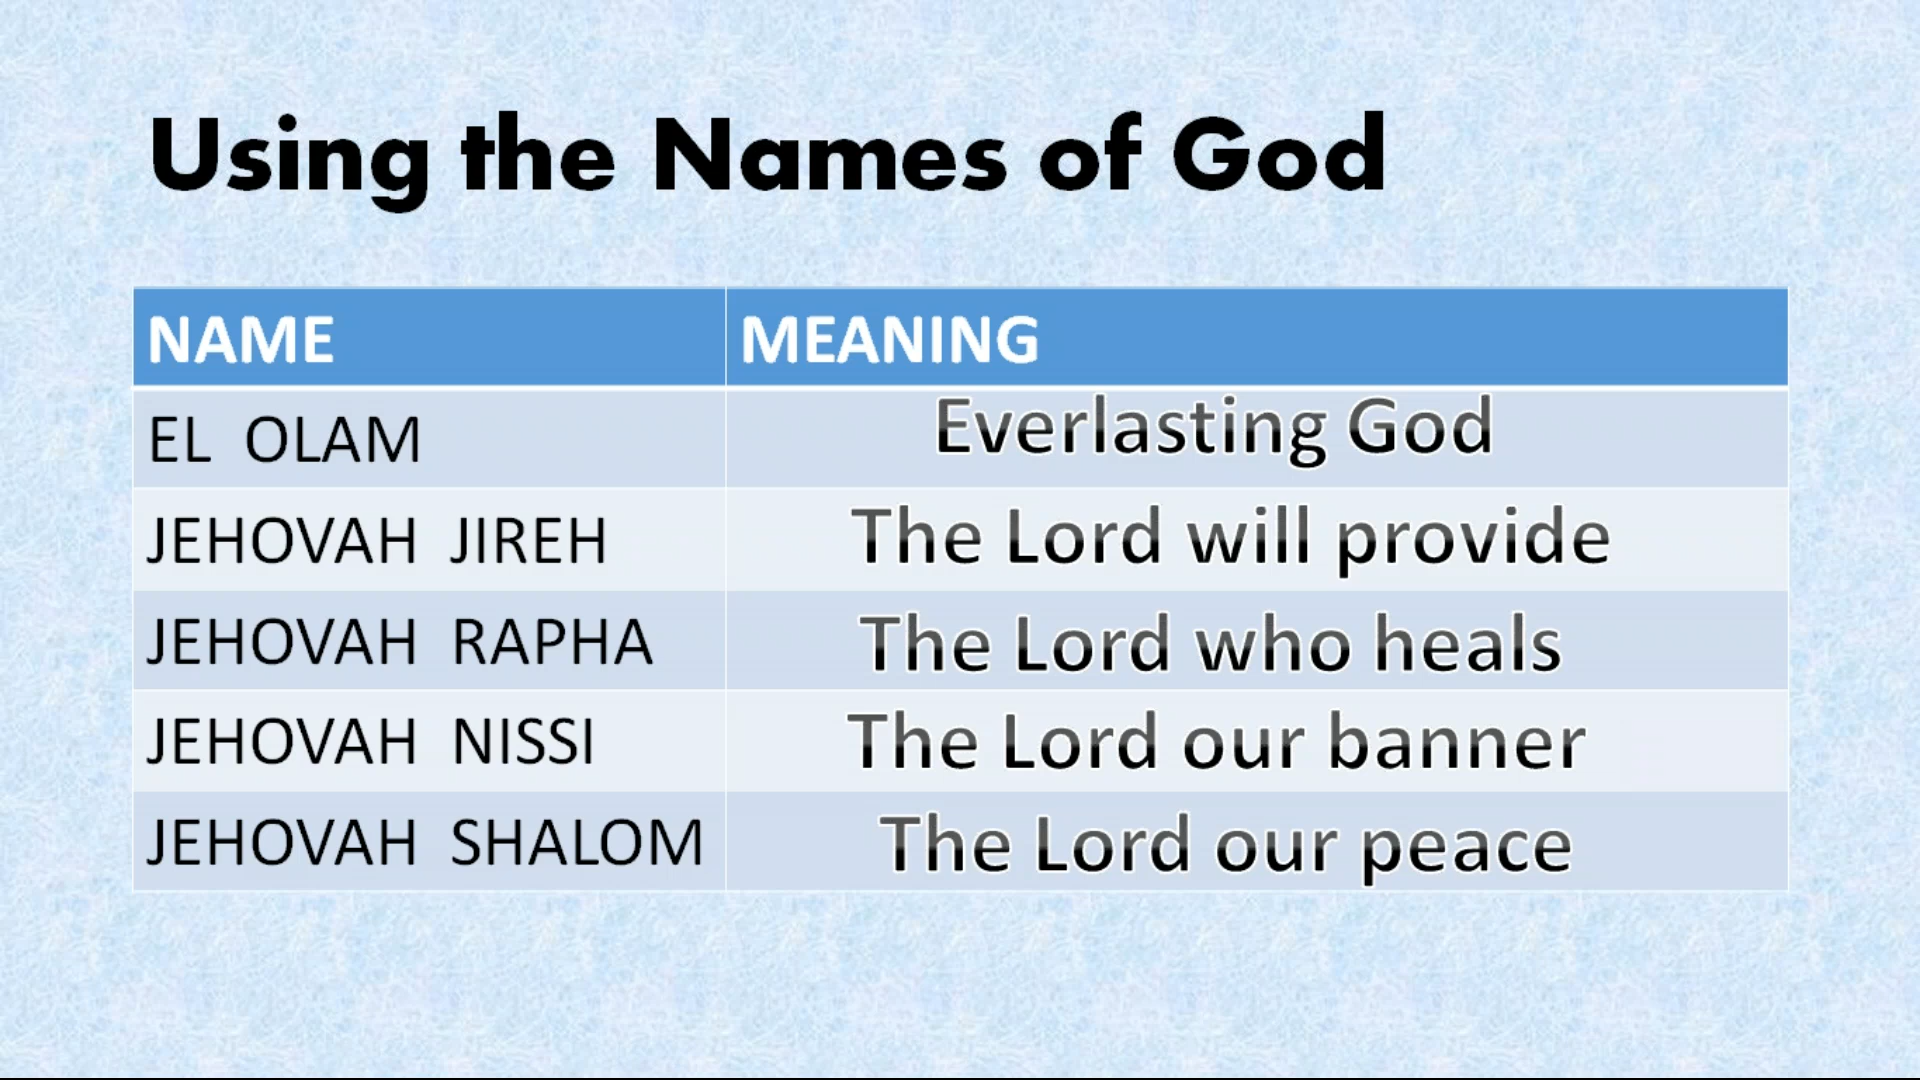 Using the Names of God
NAME MEANING
EL OLAM Everlasting God
JEHOVAH JIREH The Lord will provide
JEHOVAH RAPHA The Lord who heals
JEHOVAH NISSI The Lord our banner
JEHOVAH SHALOM The Lord our peace